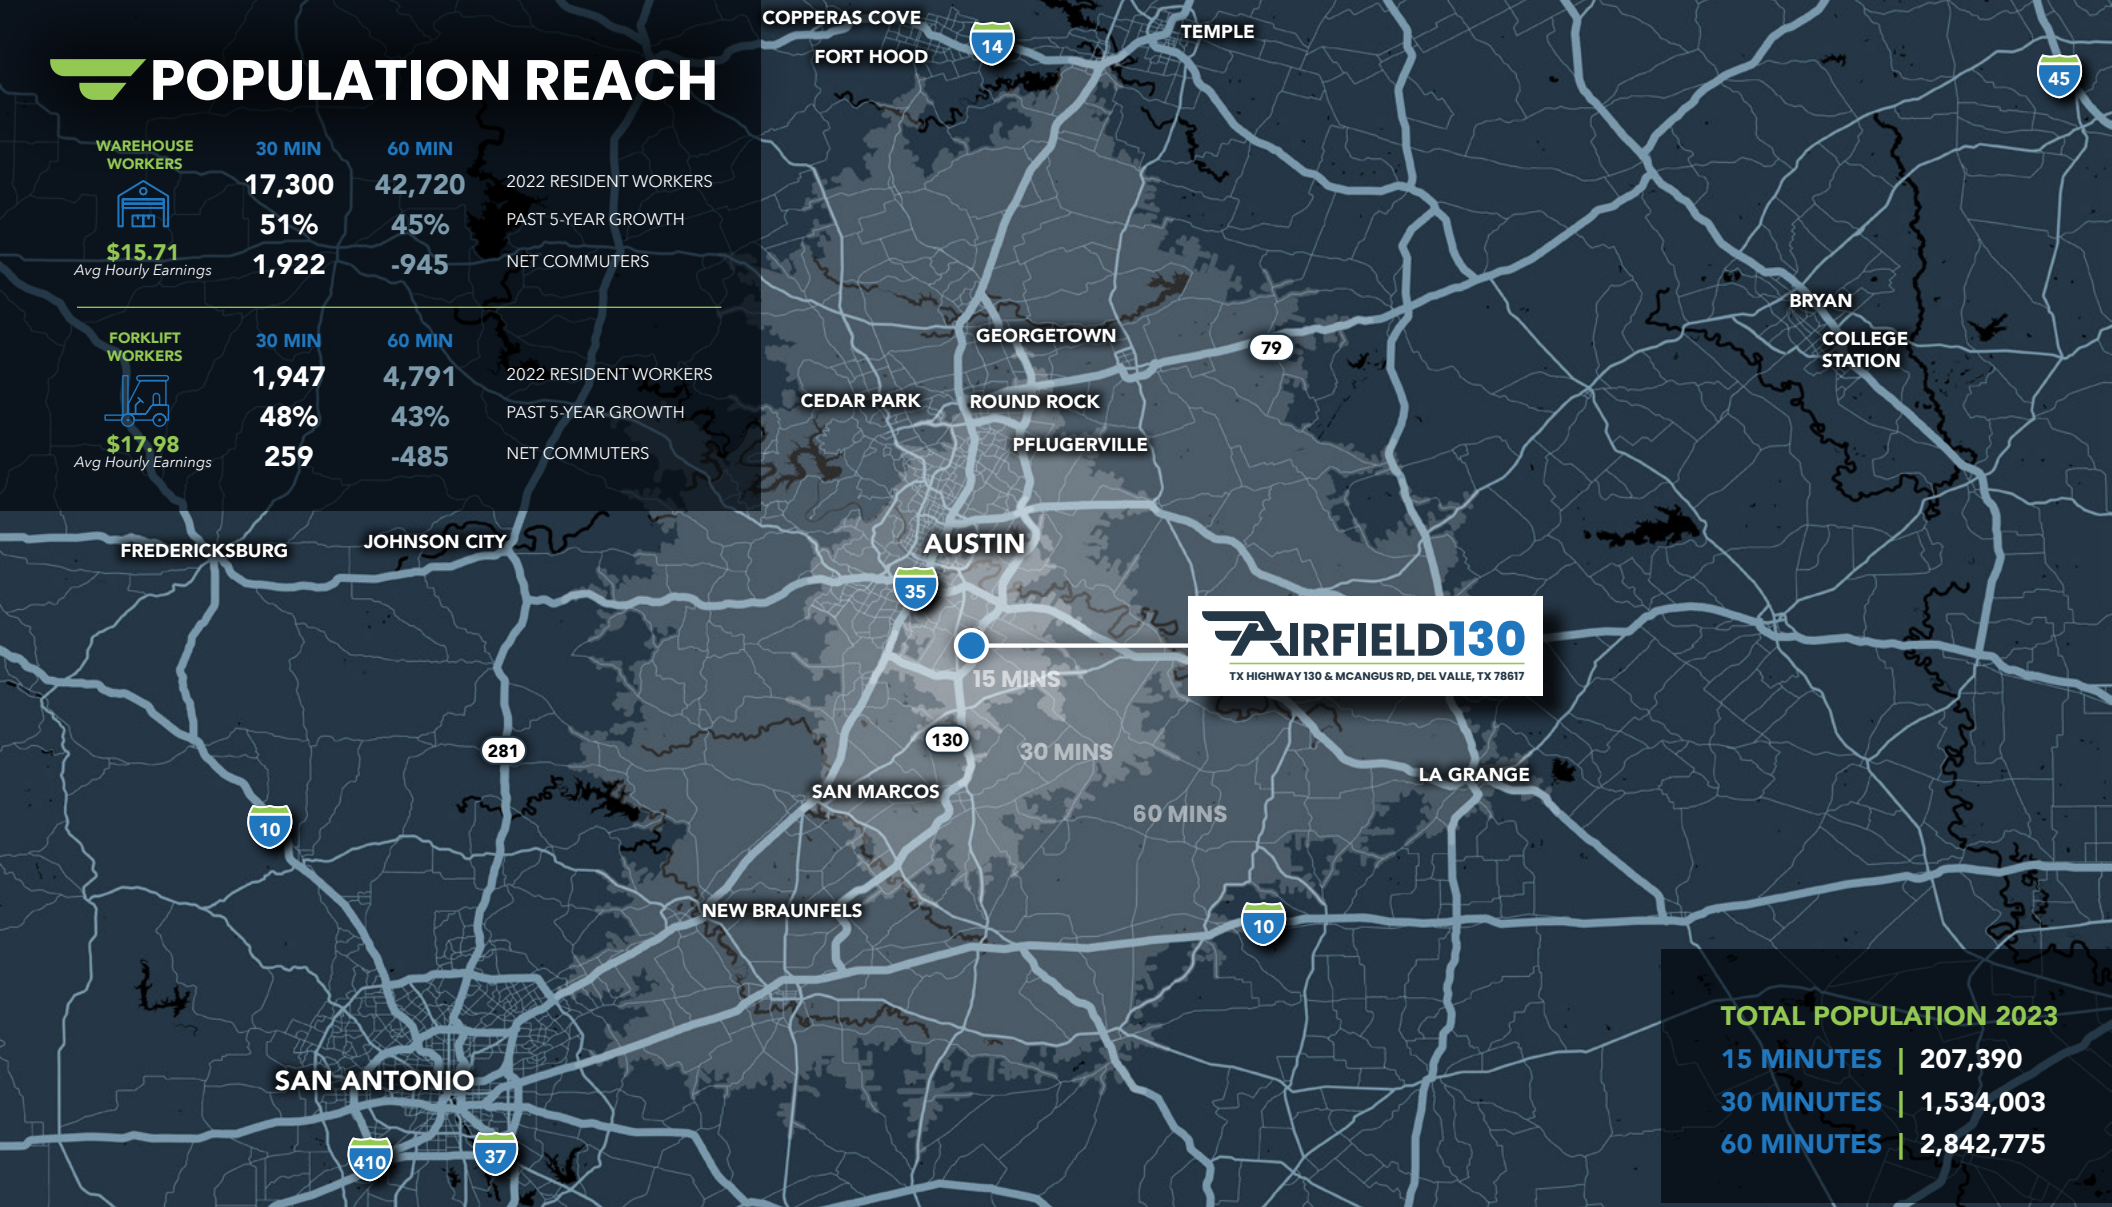 POPULATION REACH
WAREHOUSE
WORKERS
30 MIN 60 MIN
17,300 42,720 2022 RESIDENT WORKERS
51% 45% PAST 5-YEAR GROWTH
$15.71
Avg Hourly Earnings
1,922 -945 NET COMMUTERS
FORKLIFT
WORKERS
30 MIN 60 MIN
1,947 4,791 2022 RESIDENT WORKERS
48% 43% PAST 5-YEAR GROWTH
$17.98
Avg Hourly Earnings
259 -485 NET COMMUTERS
COPPERAS COVE
FORT HOOD
14
TEMPLE
45
BRYAN
COLLEGE
STATION
GEORGETOWN
79
CEDAR PARK
ROUND ROCK
PFLUGERVILLE
FREDERICKSBURG
JOHNSON CITY
AUSTIN
35
AIRFIELD130
TX HIGHWAY 130 & MCANGUS RD, DEL VALLE, TX 78617
15 MINS
130
30 MINS
281
SAN MARCOS
LA GRANGE
60 MINS
10
NEW BRAUNFELS
10
SAN ANTONIO
410
37
TOTAL POPULATION 2023
15 MINUTES | 207,390
30 MINUTES | 1,534,003
60 MINUTES | 2,842,775